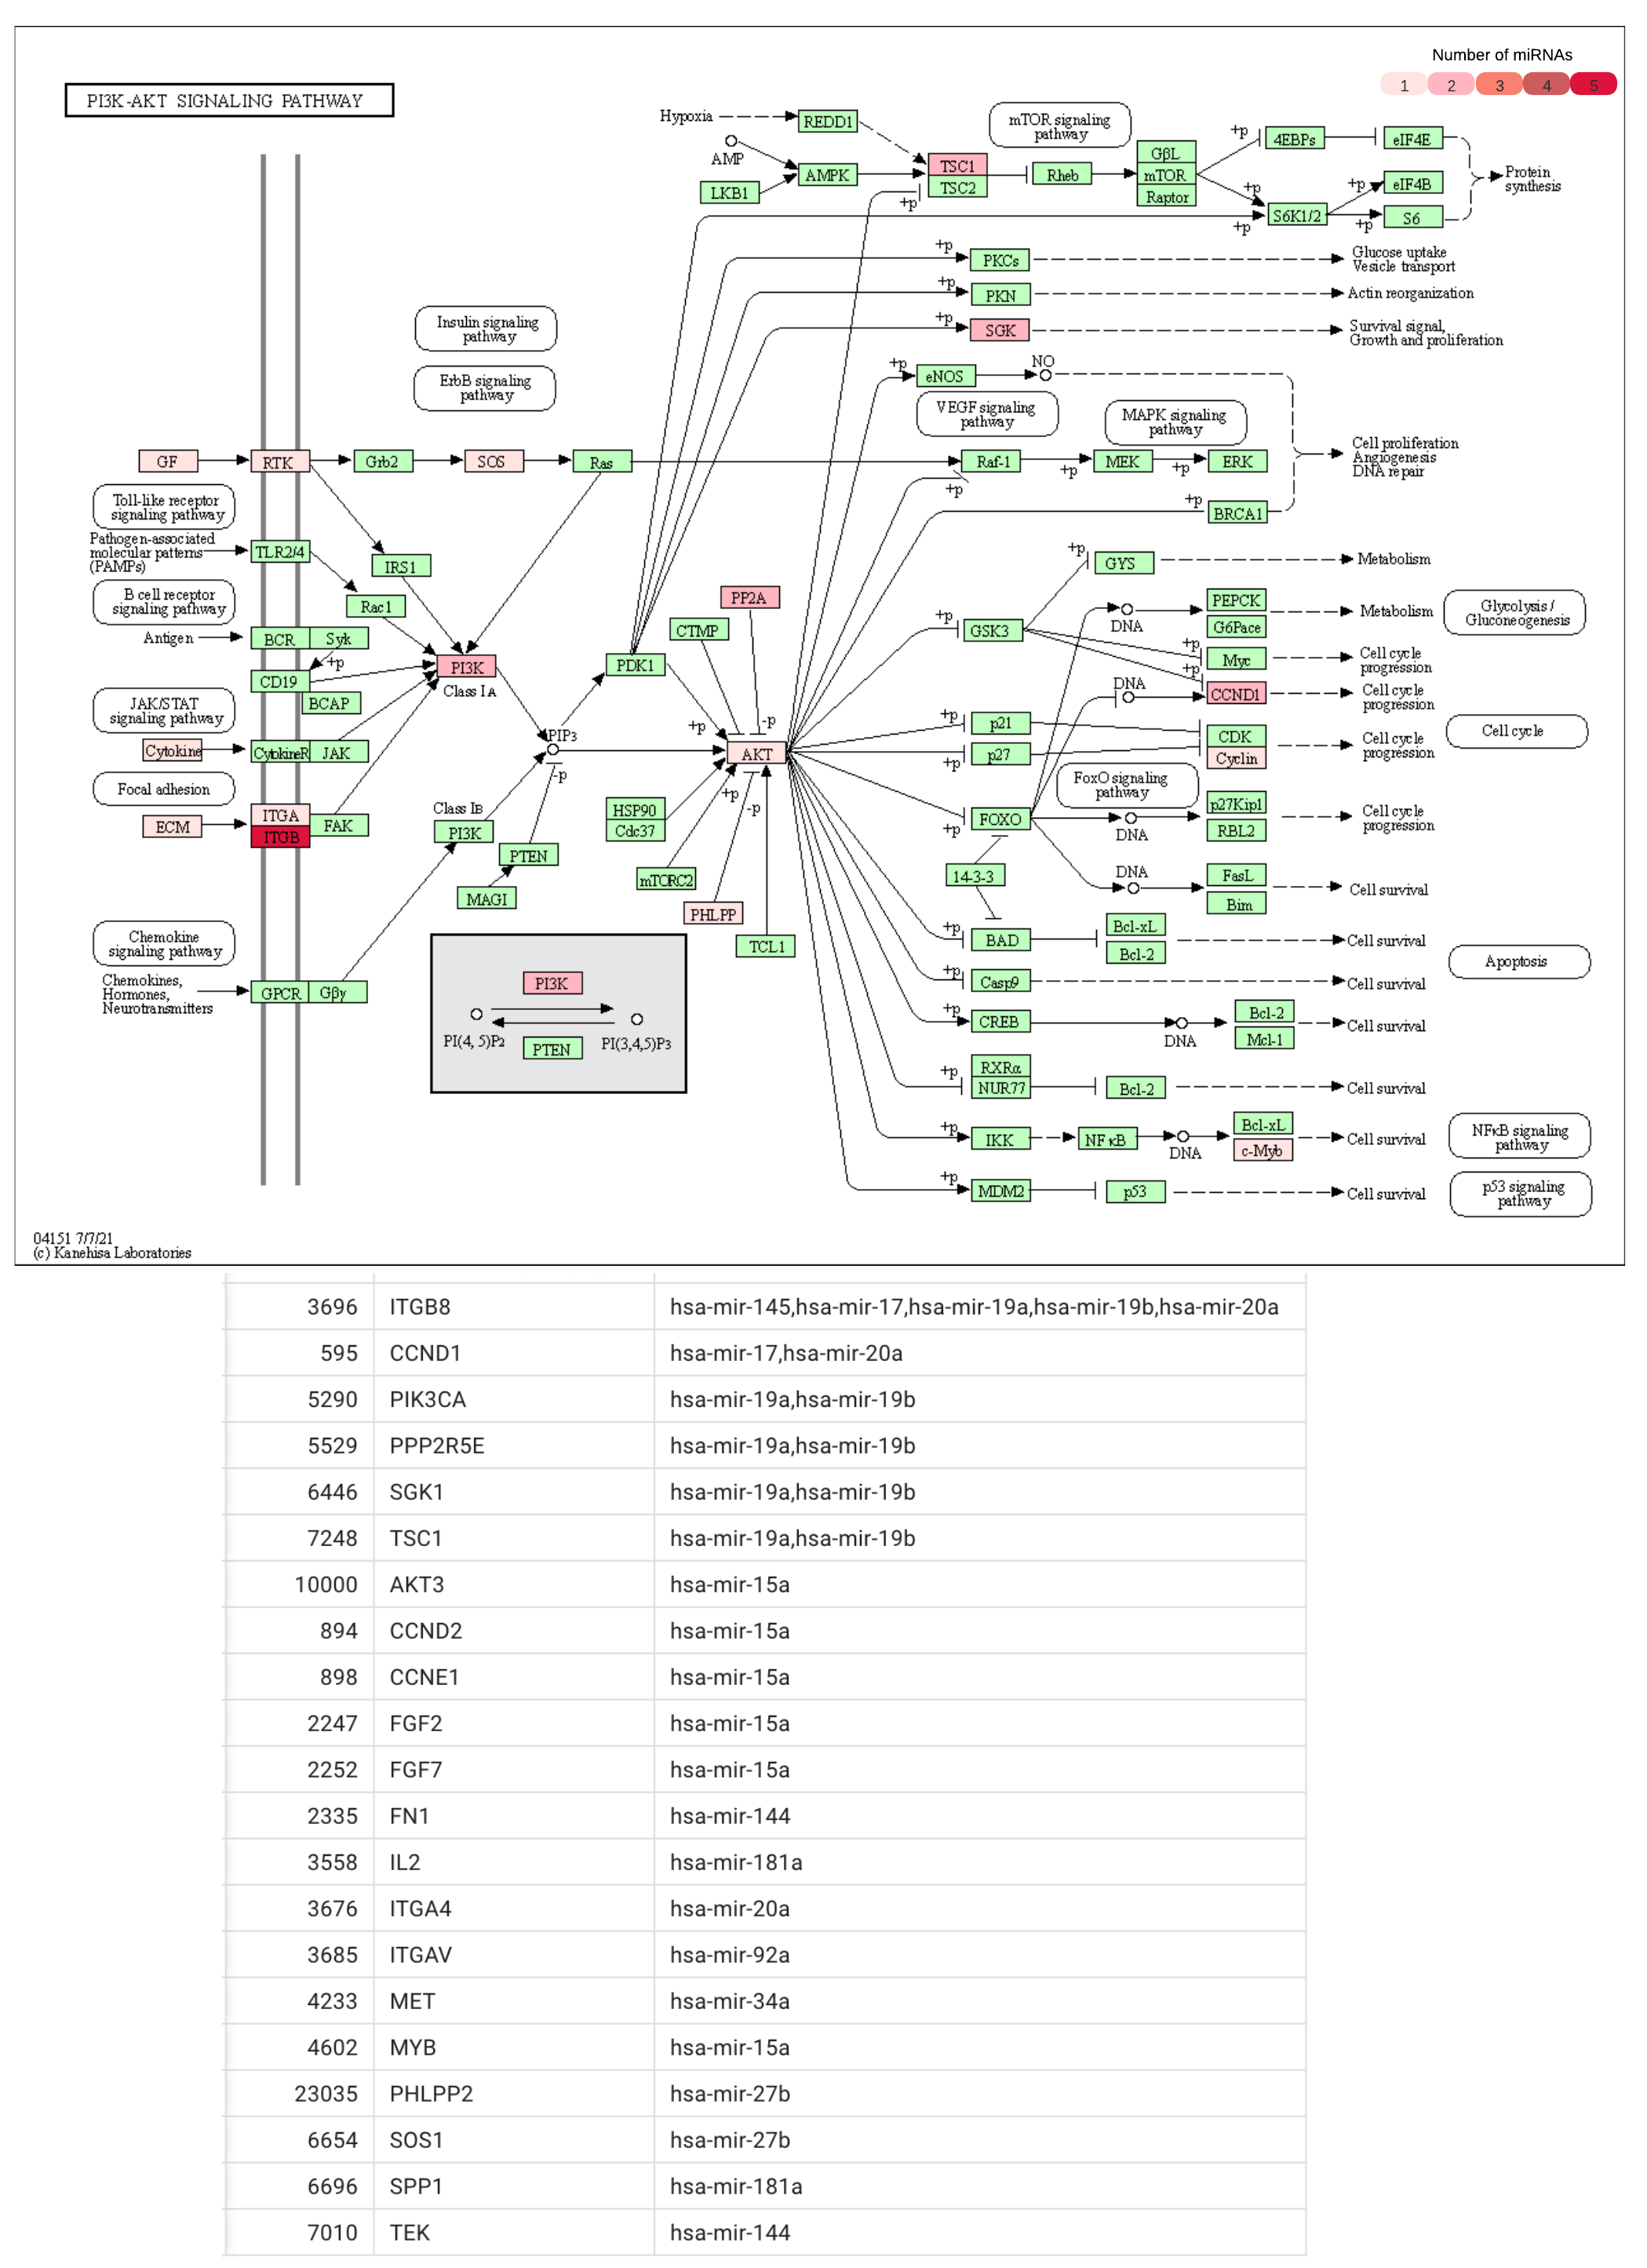 Number of miRNAs
1 2 3 4 5
PI3K-AKT SIGNALING PATHWAY
Hypoxia
REDD1
AMP
LKB1
AMPK
TSC1
TSC2
+p
Rheb
mTOR signaling
pathway
GβL
mTOR
Raptor
+p
4EBPs
eIF4E
+p
S6K1/2
+p
+p
eIF4B
+p
S6
Protein
synthesis
+p
PKCs
Glucose uptake
Vesicle transport
+p
PKN
Actin reorganization
+p
SGK
Survival signal,
Growth and proliferation
Insulin signaling
pathway
ErbB signaling
pathway
+p
eNOS
NO
VEGF signaling
pathway
MAPK signaling
pathway
GF
RTK
Grb2
SOS
Ras
Raf-1
+p
MEK
+p
ERK
+p
+p
BRCA1
Cell proliferation
Angiogenesis
DNA repair
Toll-like receptor
signaling pathway
Pathogen-associated
molecular patterns
(PAMPs)
TLR2/4
IRS1
Rac1
B cell receptor
signaling pathway
Antigen
BCR
Syk
+p
CD19
BCAP
PI3K
Class IA
JAK/STAT
signaling pathway
Cytokine
CytokineR
JAK
Focal adhesion
ECM
ITGA
ITGB
FAK
Chemokine
signaling pathway
Chemokines,
Hormones,
Neurotransmitters
GPCR
Gβγ
PIP3
-p
Class IB
PI3K
PTEN
MAGI
PDK1
CTMP
PP2A
+p
-p
AKT
HSP90
Cdc37
+p
-p
mTORC2
PHLPP
TCL1
PI3K
PI(4, 5)P2
PI(3,4,5)P3
PTEN
+p
GYS
Metabolism
GSK3
DNA
PEPCK
G6Pace
Metabolism
Glycolysis /
Gluconeogenesis
+p
Myc
Cell cycle
progression
+p
DNA
CCND1
Cell cycle
progression
+p
p21
+p
p27
CDK
Cyclin
Cell cycle
progression
Cell cycle
FoxO signaling
pathway
+p
FOXO
DNA
p27Kip1
RBL2
Cell cycle
progression
14-3-3
DNA
FasL
Bim
Cell survival
+p
BAD
Bcl-xL
Bcl-2
Cell survival
Apoptosis
+p
Casp9
Cell survival
+p
CREB
DNA
Bcl-2
Mcl-1
Cell survival
+p
RXRα
NUR77
Bcl-2
Cell survival
+p
IKK
NFκB
DNA
Bcl-xL
c-Myb
Cell survival
NFκB signaling
pathway
+p
MDM2
p53
Cell survival
p53 signaling
pathway
04151 7/7/21
(c) Kanehisa Laboratories
3696 ITGB8 hsa-mir-145,hsa-mir-17,hsa-mir-19a,hsa-mir-19b,hsa-mir-20a
595 CCND1 hsa-mir-17,hsa-mir-20a
5290 PIK3CA hsa-mir-19a,hsa-mir-19b
5529 PPP2R5E hsa-mir-19a,hsa-mir-19b
6446 SGK1 hsa-mir-19a,hsa-mir-19b
7248 TSC1 hsa-mir-19a,hsa-mir-19b
10000 AKT3 hsa-mir-15a
894 CCND2 hsa-mir-15a
898 CCNE1 hsa-mir-15a
2247 FGF2 hsa-mir-15a
2252 FGF7 hsa-mir-15a
2335 FN1 hsa-mir-144
3558 IL2 hsa-mir-181a
3676 ITGA4 hsa-mir-20a
3685 ITGAV hsa-mir-92a
4233 MET hsa-mir-34a
4602 MYB hsa-mir-15a
23035 PHLPP2 hsa-mir-27b
6654 SOS1 hsa-mir-27b
6696 SPP1 hsa-mir-181a
7010 TEK hsa-mir-144